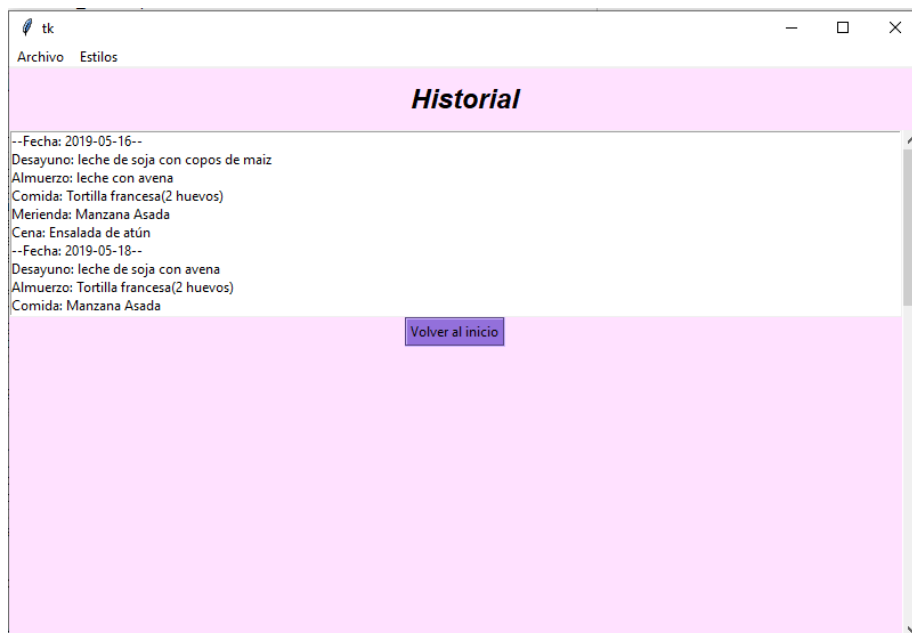 tk
Archivo Estilos
Historial
--Fecha: 2019-05-16--
Desayuno: leche de soja con copos de maiz
Almuerzo: leche con avena
Comida: Tortilla francesa(2 huevos)
Merienda: Manzana Asada
Cena: Ensalada de atún
--Fecha: 2019-05-18--
Desayuno: leche de soja con avena
Almuerzo: Tortilla francesa(2 huevos)
Comida: Manzana Asada
Volver al inicio